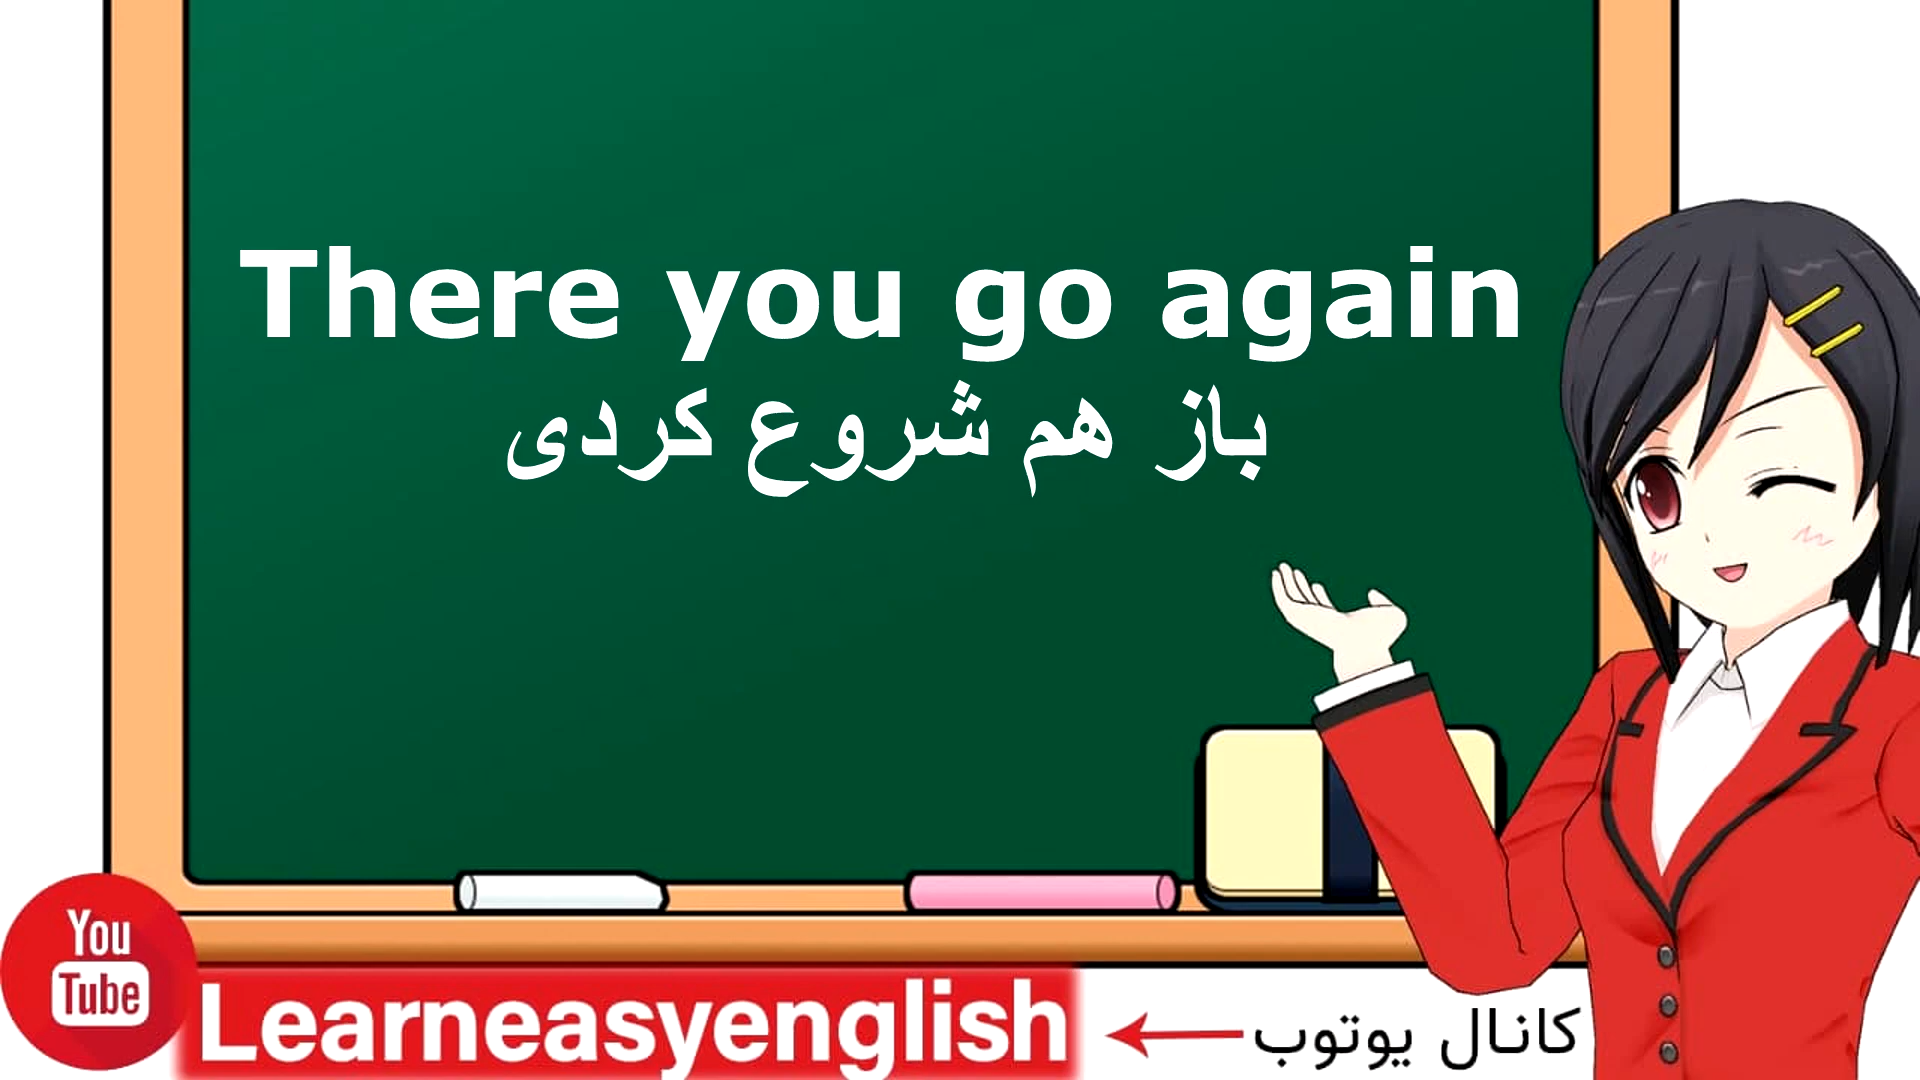 There you go again
باز هم شروع کردی
You
Tube
Learneasyenglish
کانال یوتوب